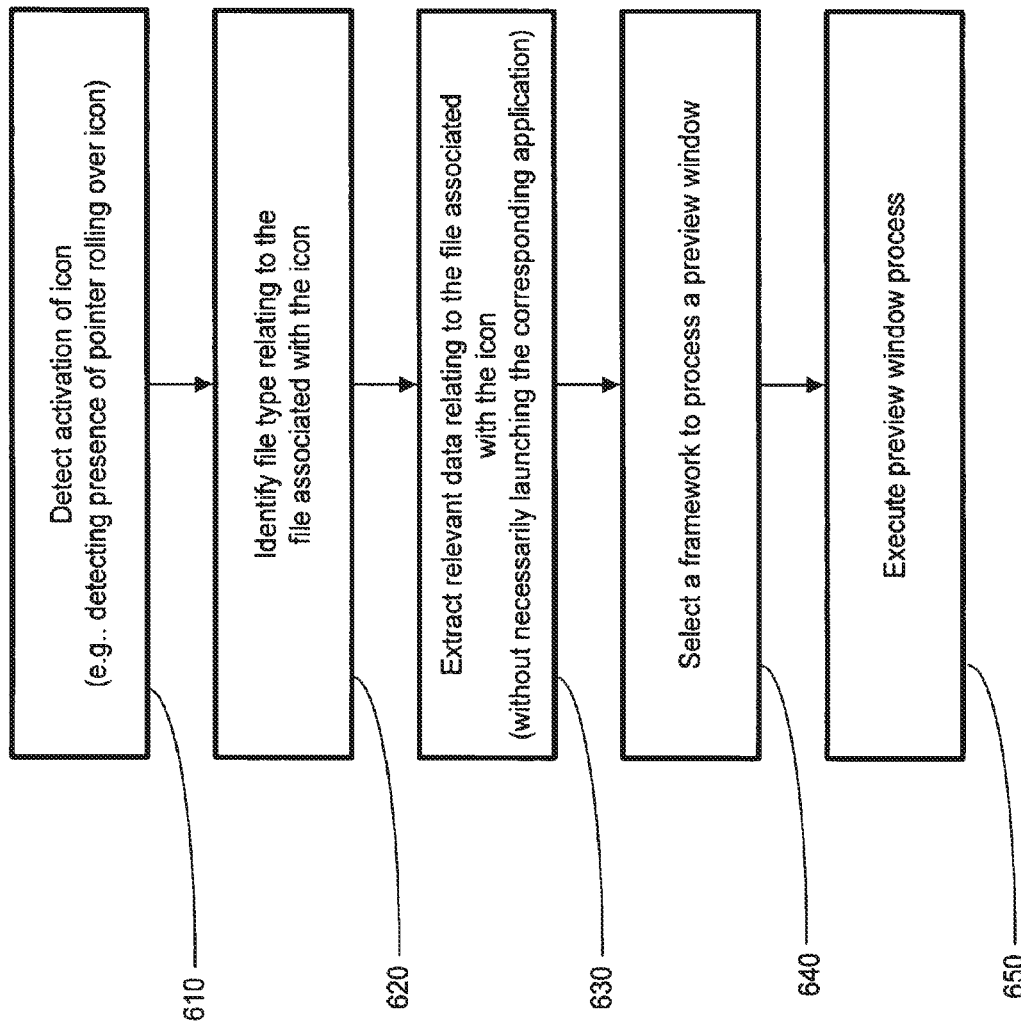 Detect activation of icon
(e.g.. detecting presence of pointer rolling over icon)
610
Identify file type relating to the
file associated with the icon
620
Extract relevant data relating to the file associated
with the icon
(without necessarily launching the corresponding application)
630
Select a framework to process a preview window
640
Execute preview window process
650